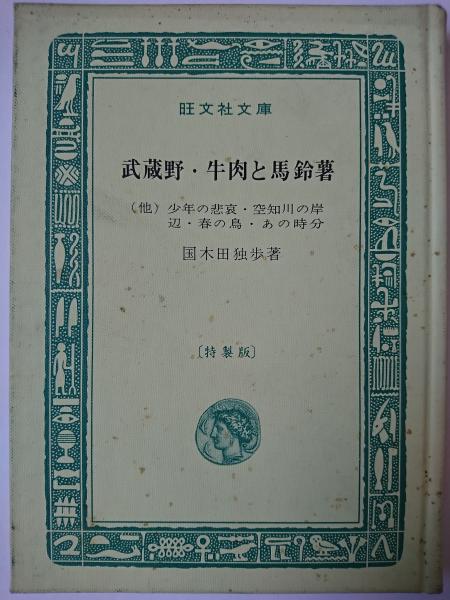 旺文社文庫
武蔵野・牛肉と馬鈴薯
（他）少年の悲哀・空知川の岸
辺・春の鳥・あの時分
国木田独歩著
〔特製版〕